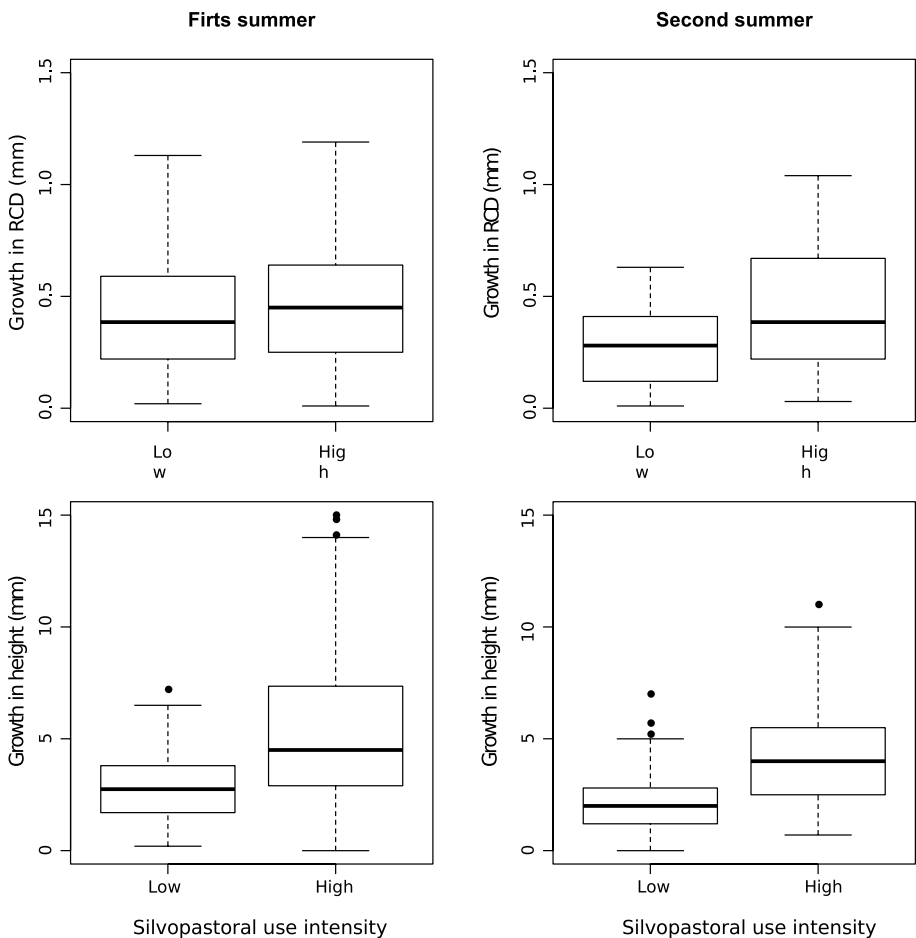 Firts summer
Second summer
Growth in RCD (mm)
1.5
1.0
0.5
0.0
Lo
w
Hig
h
Growth in RCD (mm)
1.5
1.0
0.5
0.0
Lo
w
Hig
h
Growth in height (mm)
15
10
5
0
Low
High
Silvopastoral use intensity
Growth in height (mm)
15
10
5
0
Low
High
Silvopastoral use intensity